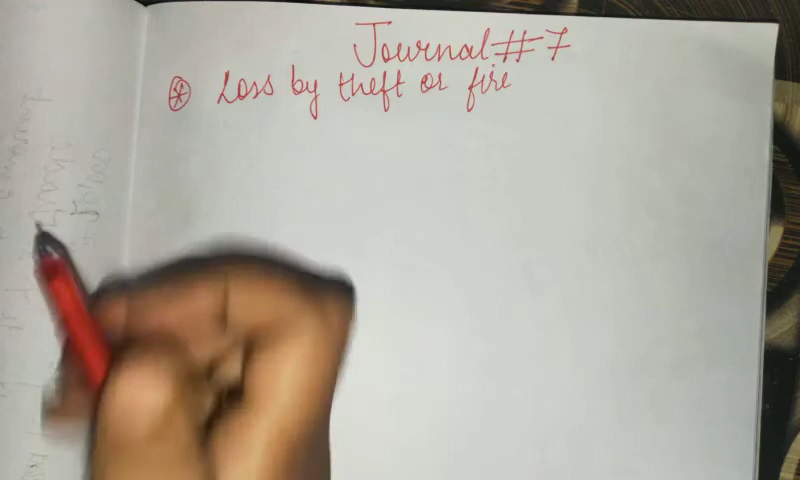 Journal#7
⊛ Loss by theft or fire